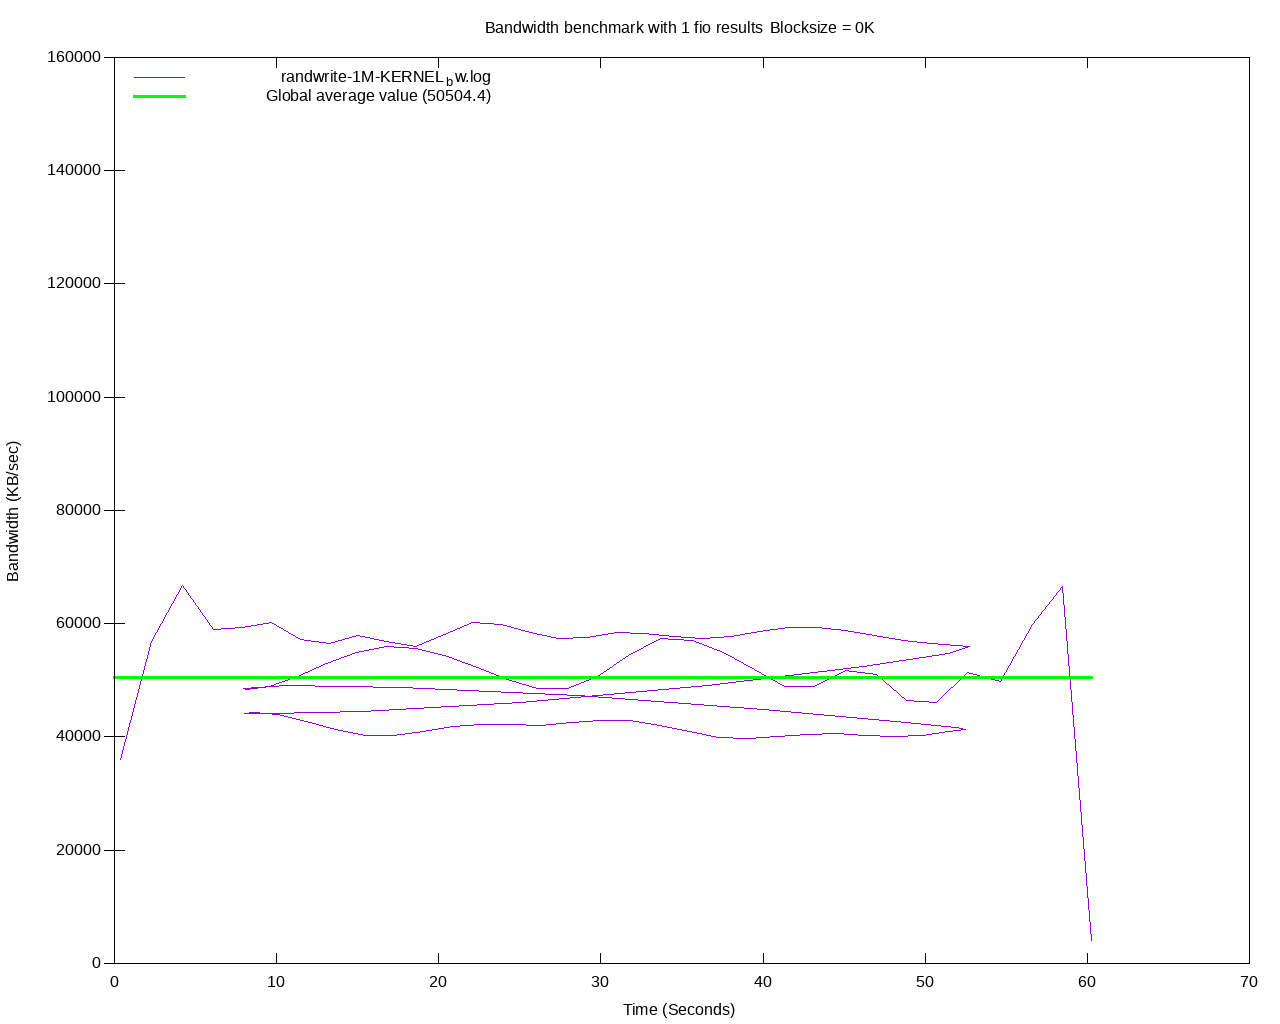 Bandwidth benchmark with 1 fio results Blocksize = 0K
160000
140000
120000
100000
80000
60000
40000
20000
0
randwrite-1M-KERNEL_bw.log
Global average value (50504.4)
Bandwidth (KB/sec)
0 10 20 30 40 50 60 70
Time (Seconds)